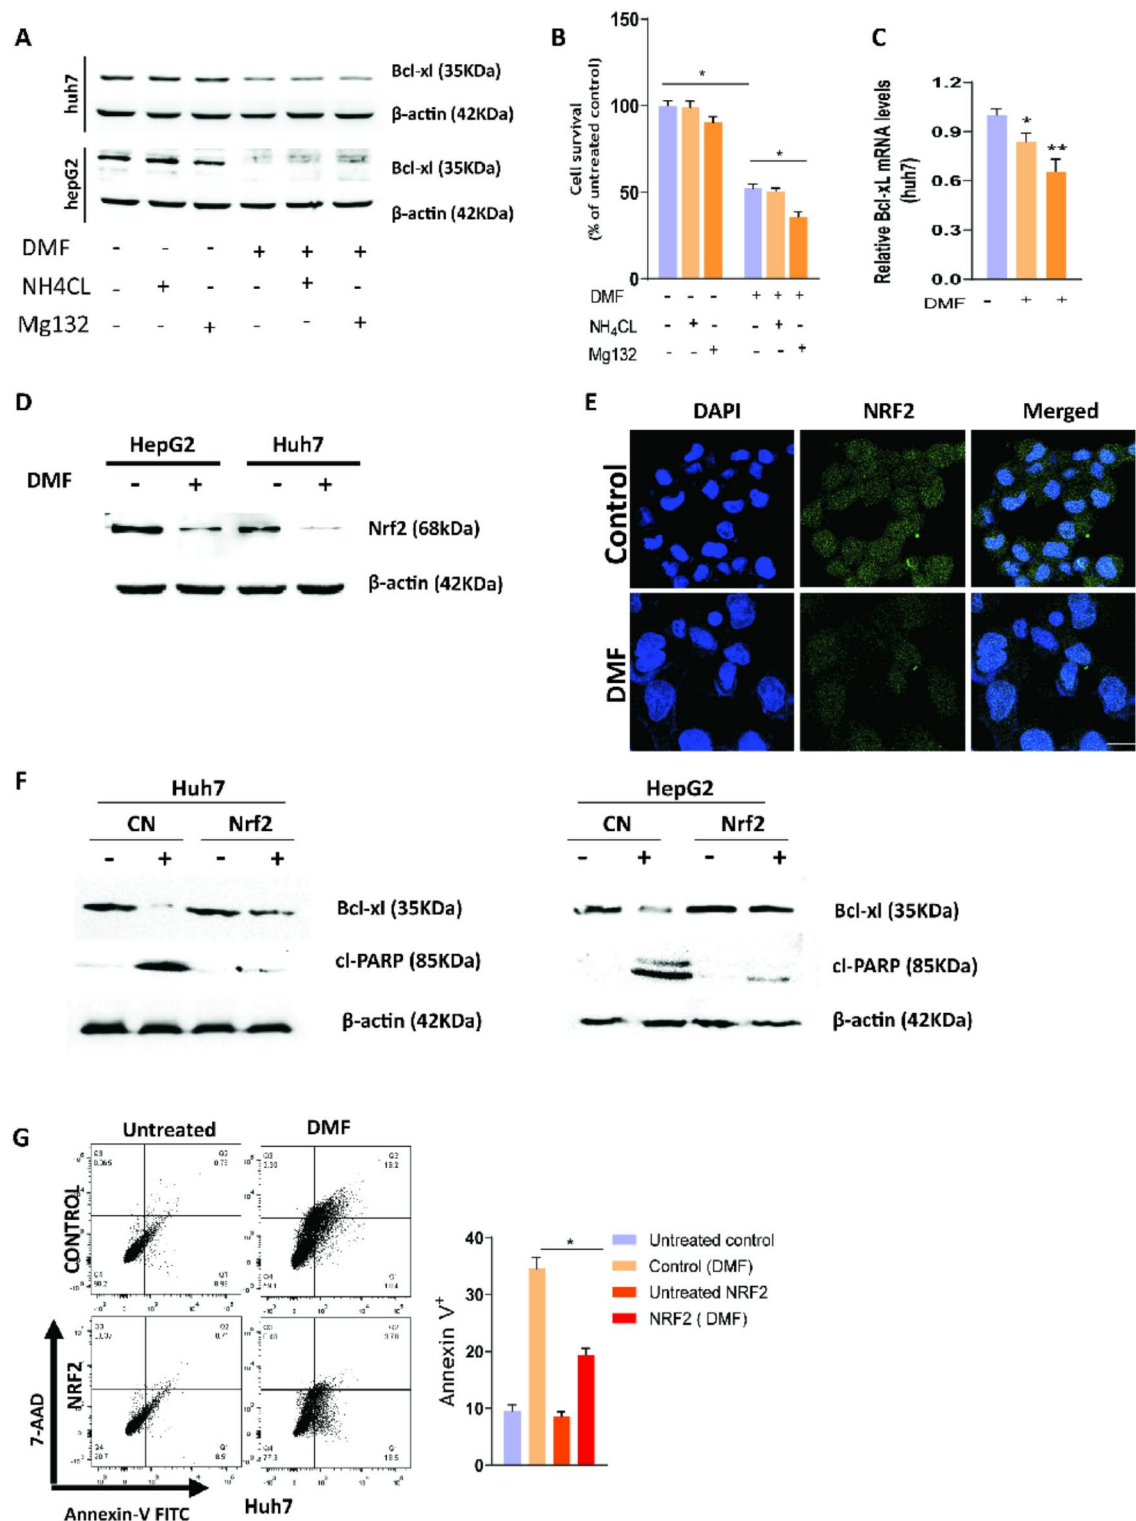 A
huh7
Bcl-xl (35KDa)
β-actin (42KDa)
hepG2
Bcl-xl (35KDa)
β-actin (42KDa)
DMF - - - + + +
NH4CL - + - - + -
Mg132 - - + - - +
B
Cell survival
(% of untreated control)
150
100
50
0
*
*
DMF - - - + + +
NH4CL - + - - + -
Mg132 - - + - - +
C
Relative Bcl-xL mRNA levels
(huh7)
1.2
0.9
0.6
0.3
0.0
*
**
DMF - + +
D
HepG2 Huh7
DMF - + - +
Nrf2 (68kDa)
β-actin (42KDa)
E
DAPI NRF2 Merged
Control
DMF
F
Huh7
CN Nrf2
- + - +
Bcl-xl (35KDa)
cl-PARP (85KDa)
β-actin (42KDa)
HepG2
CN Nrf2
- + - +
Bcl-xl (35KDa)
cl-PARP (85KDa)
β-actin (42KDa)
G
Untreated DMF
CONTROL
NRF2
7-AAD
Annexin-V FITC
Huh7
Annexin V+
40
30
20
10
0
*
Untreated control
Control (DMF)
Untreated NRF2
NRF2 ( DMF)